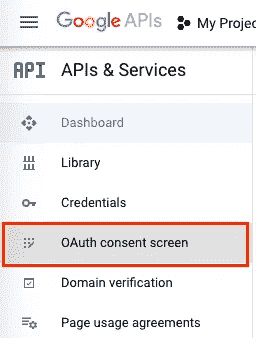 Google APIs My Projec
API APIs & Services
Dashboard
Library
Credentials
OAuth consent screen
Domain verification
Page usage agreements